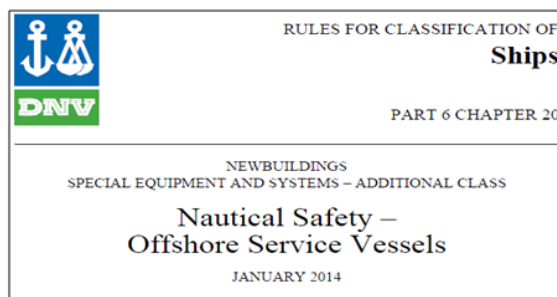 RULES FOR CLASSIFICATION OF
Ships
DNV
PART 6 CHAPTER 20
NEWBUILDINGS
SPECIAL EQUIPMENT AND SYSTEMS – ADDITIONAL CLASS
Nautical Safety –
Offshore Service Vessels
JANUARY 2014